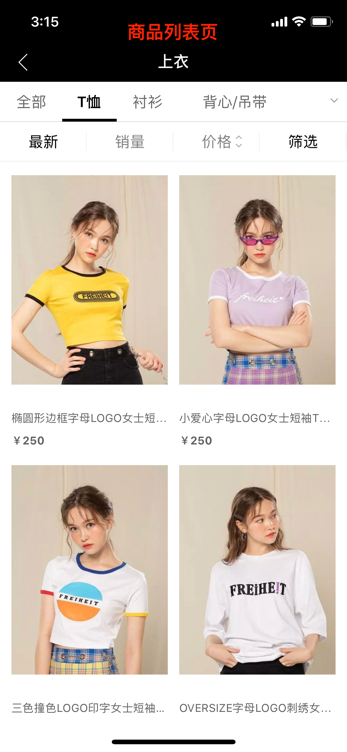 3:15
商品列表页
上衣
全部 T恤 衬衫 背心/吊带
最新 销量 价格 筛选
FREIHEIT
freiheit
椭圆形边框字母LOGO女士短...
小爱心字母LOGO女士短袖T...
￥250
￥250
FREIHEIT
FREiHE!T
三色撞色LOGO印字女士短袖...
OVERSIZE字母LOGO刺绣女...